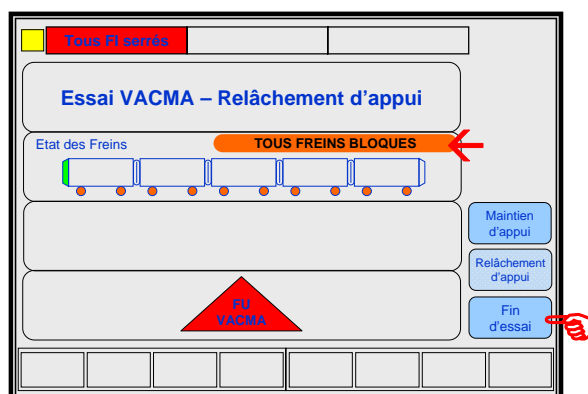 Tous FI serrés
Essai VACMA – Relâchement d'appui
Etat des Freins
TOUS FREINS BLOQUES
Maintien
d'appui
Relâchement
d'appui
FU
VACMA
Fin
d'essai